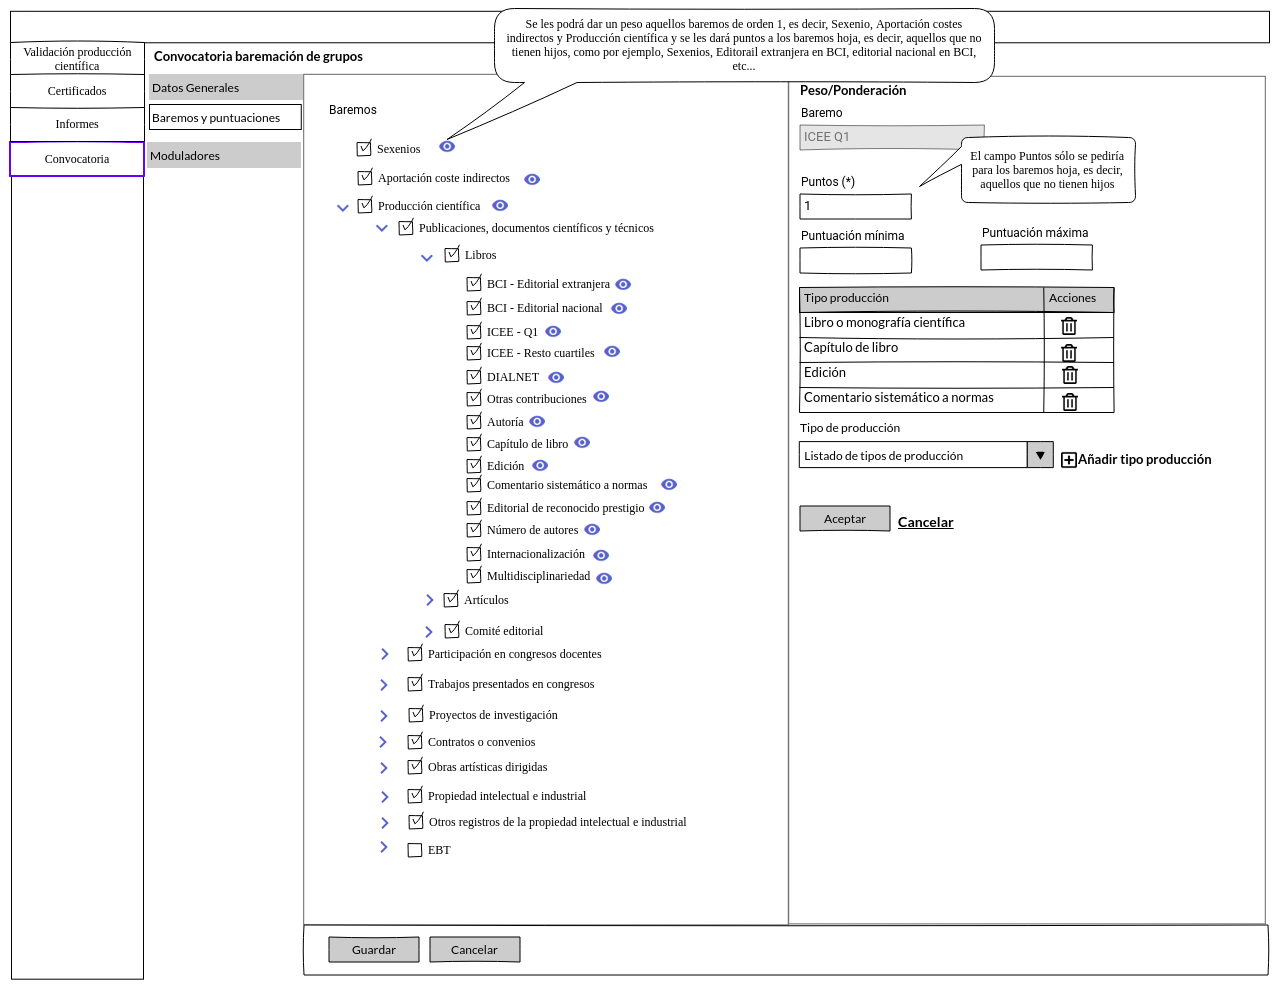 Se les podrá dar un peso aquellos baremos de orden 1, es decir, Sexenio, Aportación costes
indirectos y Producción científica y se les dará puntos a los baremos hoja, es decir, aquellos que no
tienen hijos, como por ejemplo, Sexenios, Editorail extranjera en BCI, editorial nacional en BCI,
etc...
Validación producción
científica
Certificados
Informes
Convocatoria
Convocatoria baremación de grupos
Datos Generales
Baremos y puntuaciones
Moduladores
Baremos
Sexenios
Aportación coste indirectos
Producción científica
Publicaciones, documentos científicos y técnicos
Libros
BCI - Editorial extranjera
BCI - Editorial nacional
ICEE - Q1
ICEE - Resto cuartiles
DIALNET
Otras contribuciones
Autoría
Capítulo de libro
Edición
Comentario sistemático a normas
Editorial de reconocido prestigio
Número de autores
Internacionalización
Multidisciplinariedad
Artículos
Comité editorial
Participación en congresos docentes
Trabajos presentados en congresos
Proyectos de investigación
Contratos o convenios
Obras artísticas dirigidas
Propiedad intelectual e industrial
Otros registros de la propiedad intelectual e industrial
EBT
Peso/Ponderación
Baremo
ICEE Q1
El campo Puntos sólo se pediría
para los baremos hoja, es decir,
aquellos que no tienen hijos
Puntos (*)
1
Puntuación mínima
Puntuación máxima
Tipo producción Acciones
Libro o monografía científica
Capítulo de libro
Edición
Comentario sistemático a normas
Tipo de producción
Listado de tipos de producción
Añadir tipo producción
Aceptar
Cancelar
Guardar
Cancelar